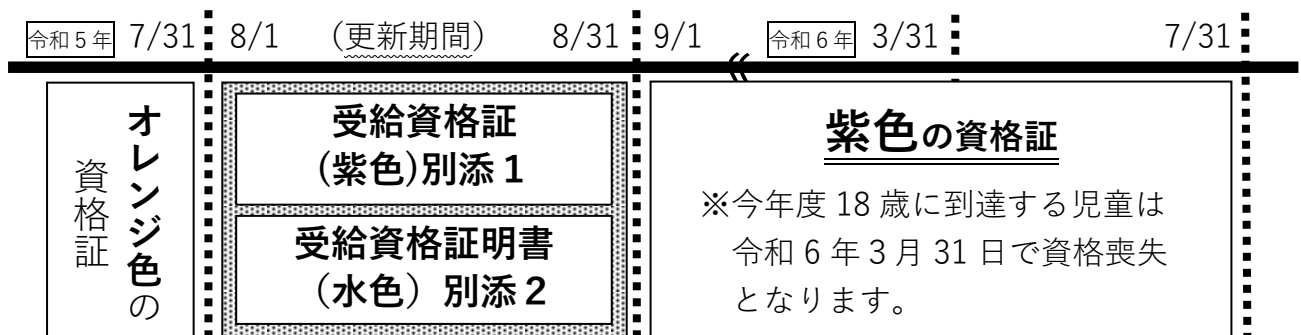 令和５年 7/31 8/1 (更新期間) 8/31 9/1 令和６年 3/31 7/31
オレンジ色の
資格証
受給資格証
(紫色)別添１
受給資格証明書
（水色）別添２
紫色の資格証
※今年度 18 歳に到達する児童は
令和 6 年 3 月 31 日で資格喪失
となります。